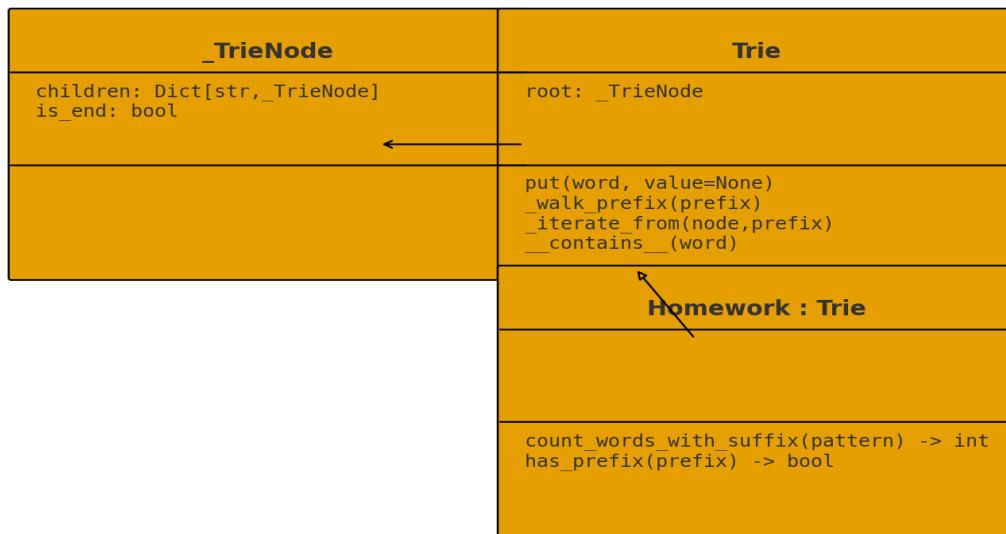 _TrieNode
children: Dict[str,_TrieNode]
is_end: bool
Trie
root: _TrieNode
put(word, value=None)
_walk_prefix(prefix)
_iterate_from(node,prefix)
__contains__(word)
Homework : Trie
count_words_with_suffix(pattern) -> int
has_prefix(prefix) -> bool